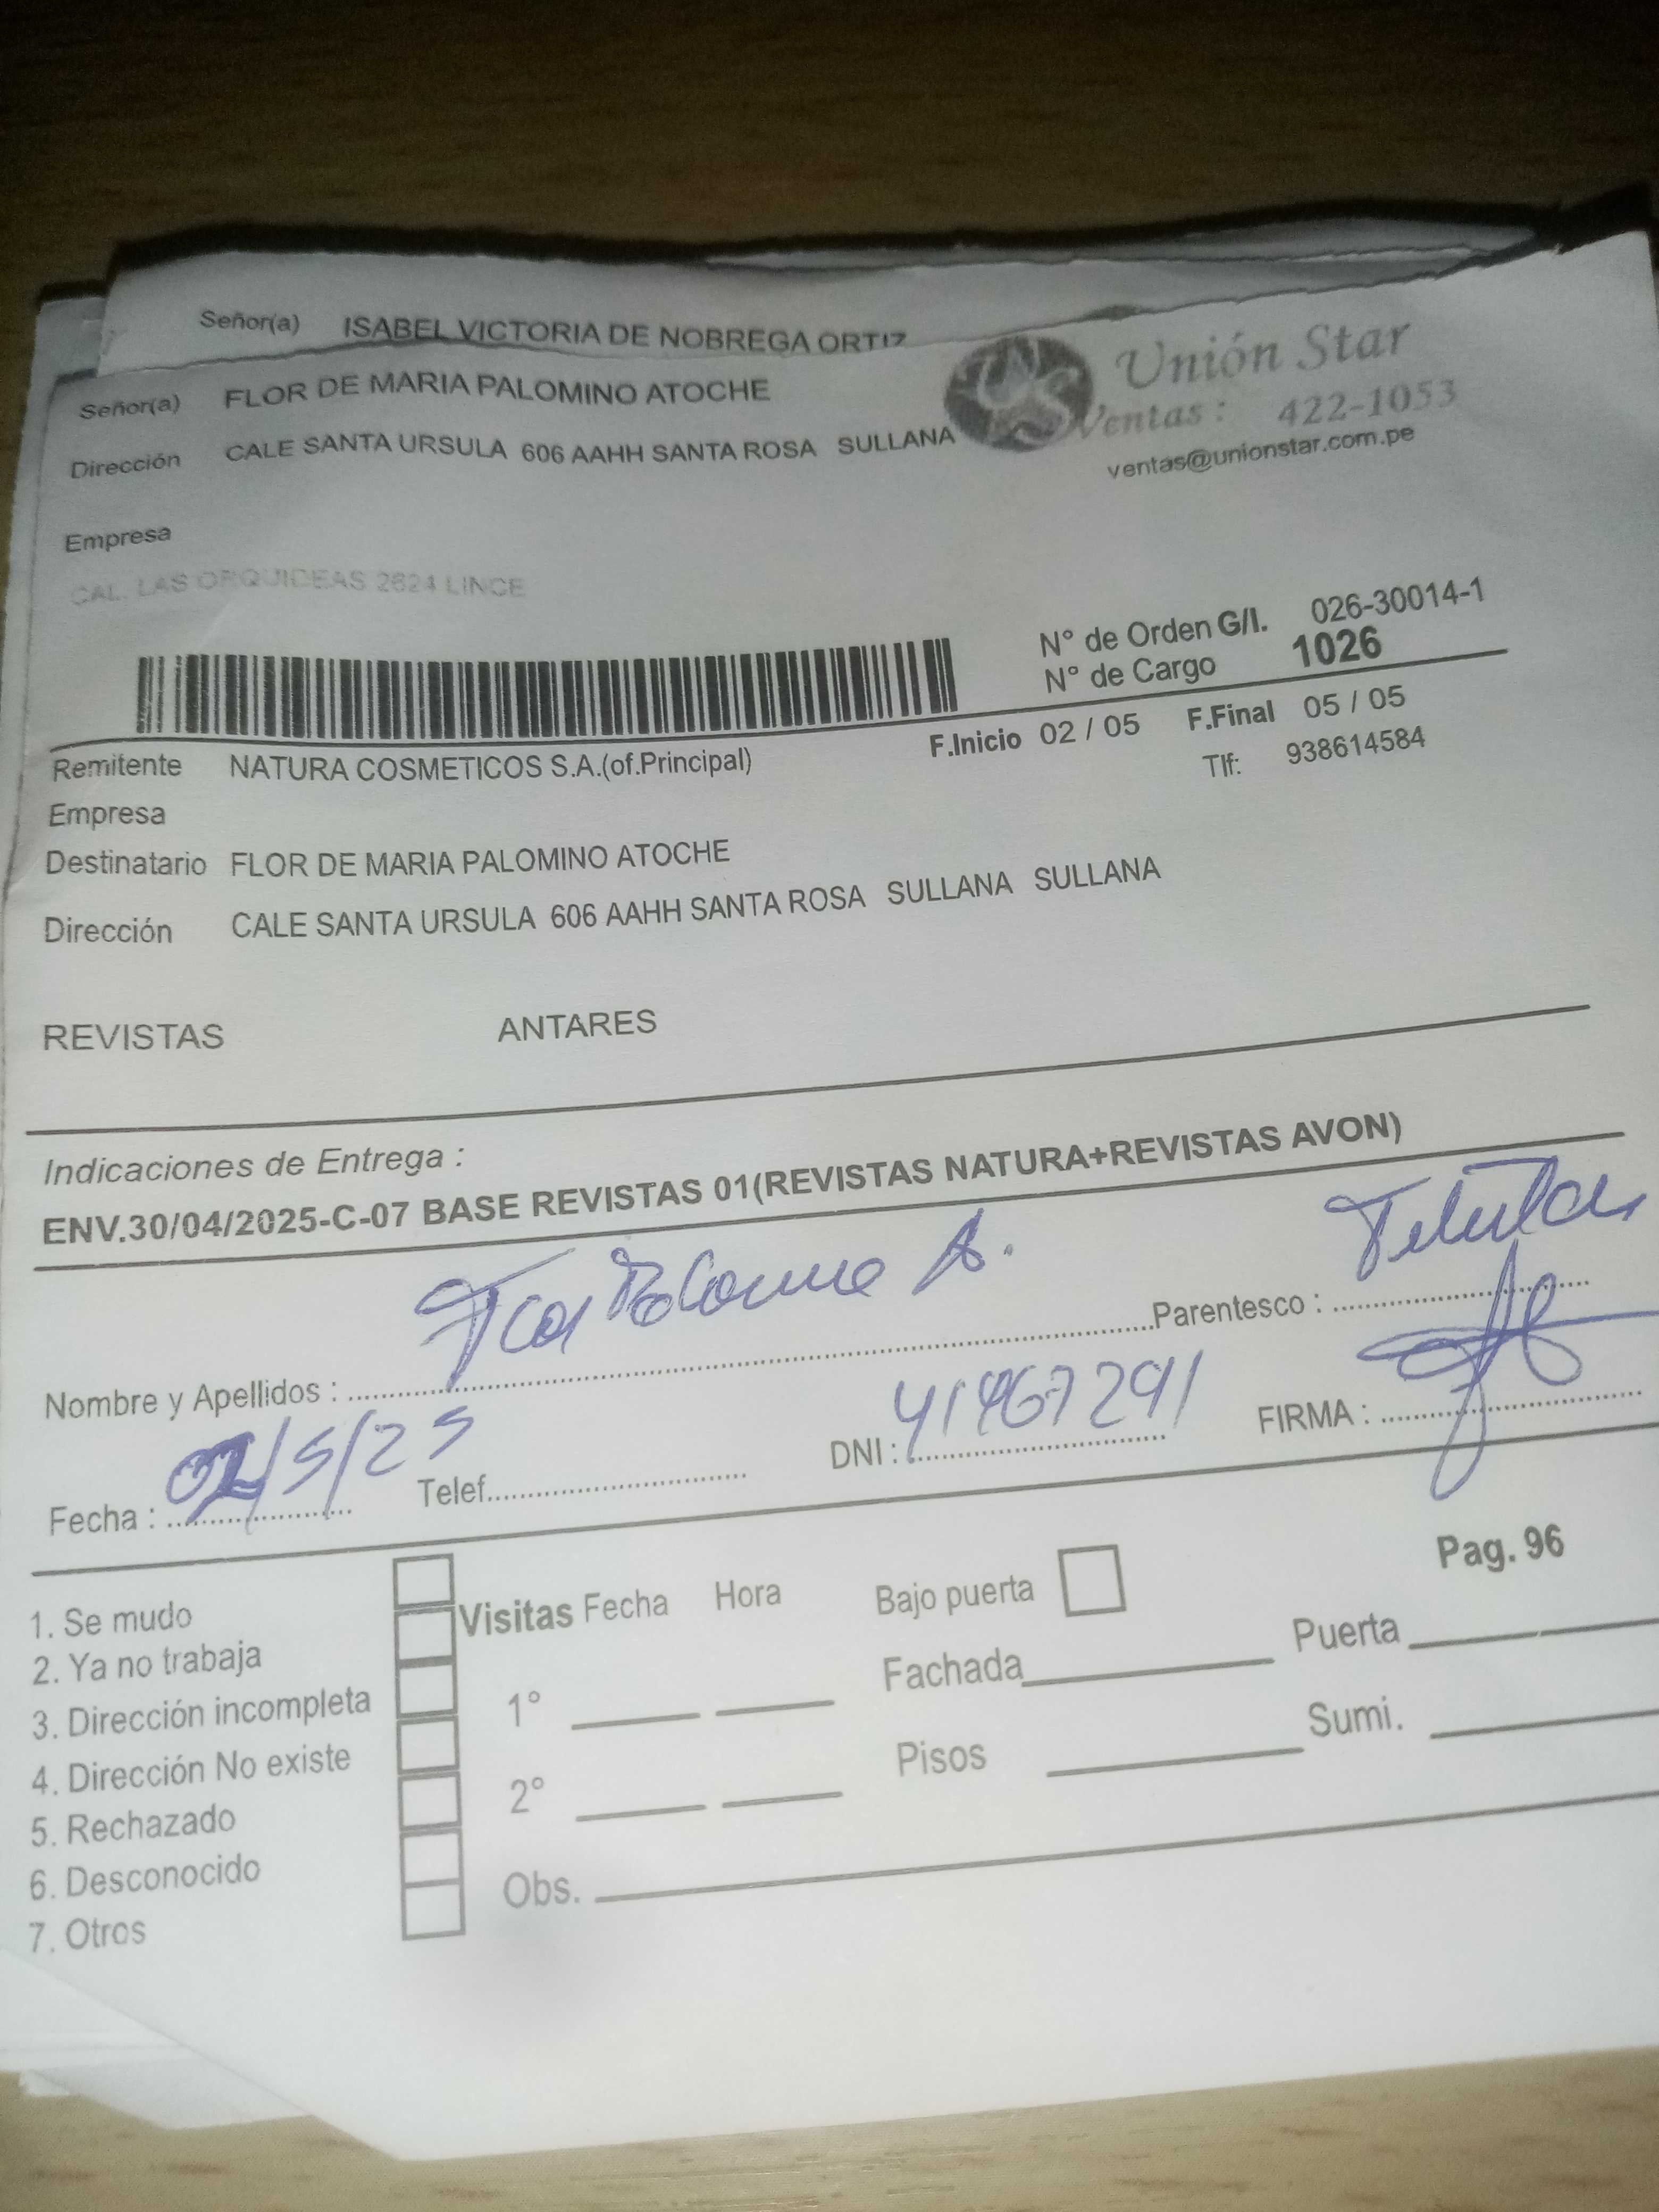 Señor(a) ISABEL VICTORIA DE NOBREGA ORTIZ
Señor(a) FLOR DE MARIA PALOMINO ATOCHE
Dirección CALE SANTA URSULA 606 AAHH SANTA ROSA SULLANA
Unión Star
Ventas : 422-1053
ventas@unionstar.com.pe
Empresa
CAL. LAS ORQUIDEAS 2624 LINCE
N° de Orden G/I. 026-30014-1
N° de Cargo 1026
F.Inicio 02 / 05 F.Final 05 / 05
Remitente NATURA COSMETICOS S.A.(of.Principal)
Tlf: 938614584
Empresa
Destinatario FLOR DE MARIA PALOMINO ATOCHE
Dirección CALE SANTA URSULA 606 AAHH SANTA ROSA SULLANA SULLANA
REVISTAS ANTARES
Indicaciones de Entrega :
ENV.30/04/2025-C-07 BASE REVISTAS 01(REVISTAS NATURA+REVISTAS AVON)
Nombre y Apellidos : A. Parentesco :
Fecha : 02/5/25 Telef. DNI : 41467291 FIRMA :
Pag. 96
1. Se mudo
2. Ya no trabaja
3. Dirección incompleta
4. Dirección No existe
5. Rechazado
6. Desconocido
7. Otros
Visitas Fecha Hora
1°
2°
Obs.
Bajo puerta
Fachada Puerta
Pisos Sumi.